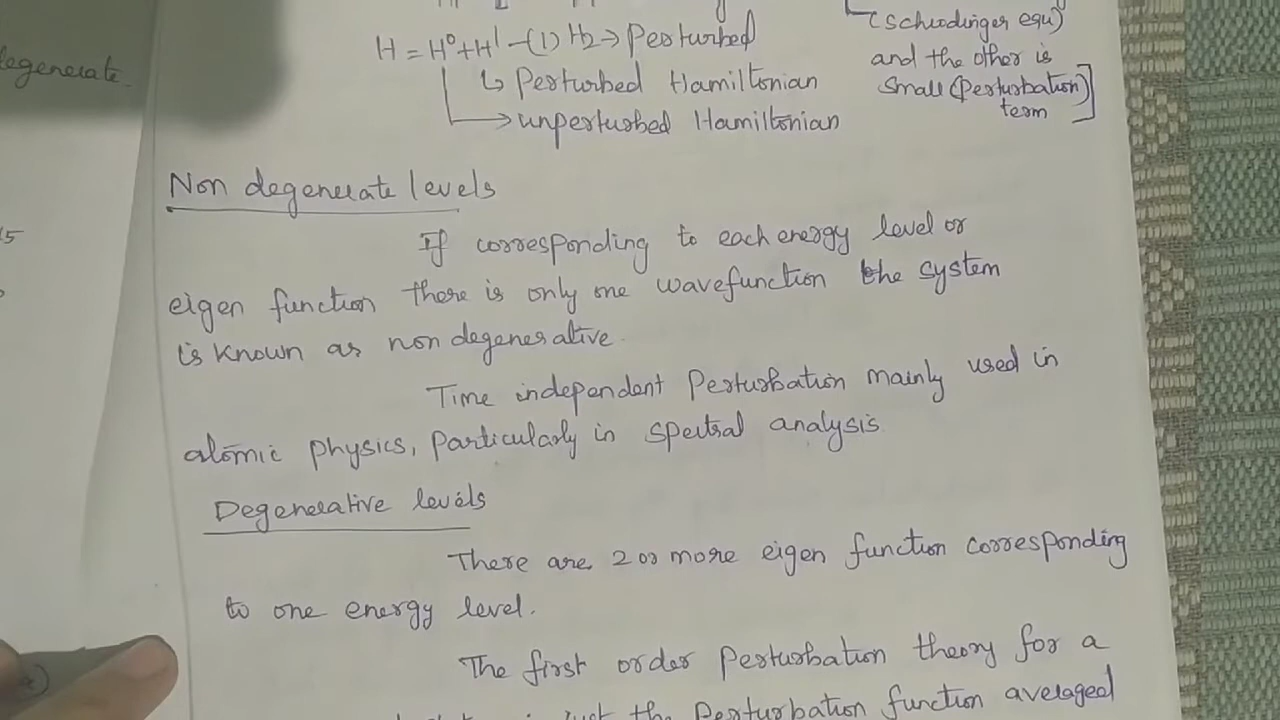 degenerate.
H = H⁰ + H¹ –(1) H2 → Perturbed
↳ Perturbed Hamiltonian
→ unperturbed Hamiltonian
(Schrodinger equ)
and the other is
small (Perturbation)
term
Non degenerate levels
If corresponding to each energy level or
eigen function there is only one wavefunction the system
is known as non degenerative.
Time independent Perturbation mainly used in
atomic physics, particularly in spectral analysis
Degenerative levels
There are 2 or more eigen function corresponding
to one energy level.
The first order Perturbation theory for a
just the Perturbation function averaged